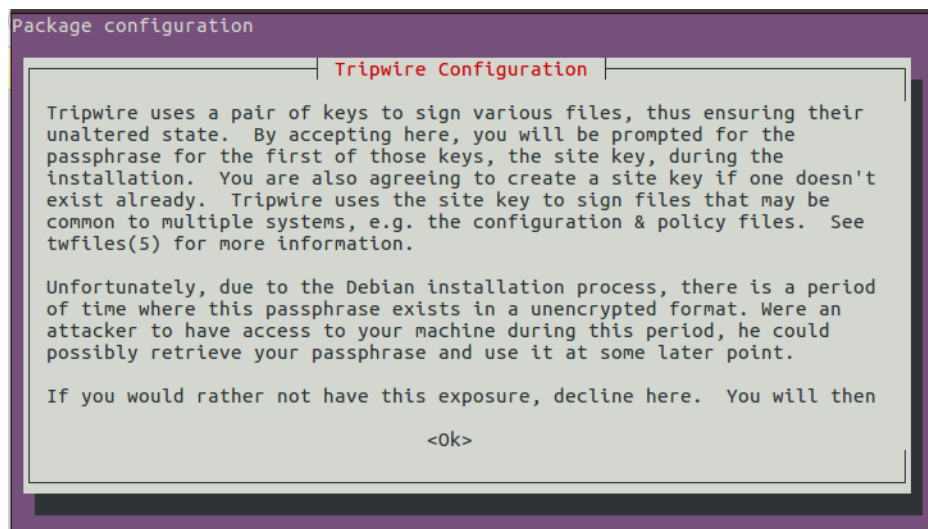 Package configuration
Tripwire Configuration
Tripwire uses a pair of keys to sign various files, thus ensuring their
unaltered state.  By accepting here, you will be prompted for the
passphrase for the first of those keys, the site key, during the
installation.  You are also agreeing to create a site key if one doesn't
exist already.  Tripwire uses the site key to sign files that may be
common to multiple systems, e.g. the configuration & policy files.  See
twfiles(5) for more information.
Unfortunately, due to the Debian installation process, there is a period
of time where this passphrase exists in a unencrypted format. Were an
attacker to have access to your machine during this period, he could
possibly retrieve your passphrase and use it at some later point.
If you would rather not have this exposure, decline here.  You will then
<Ok>